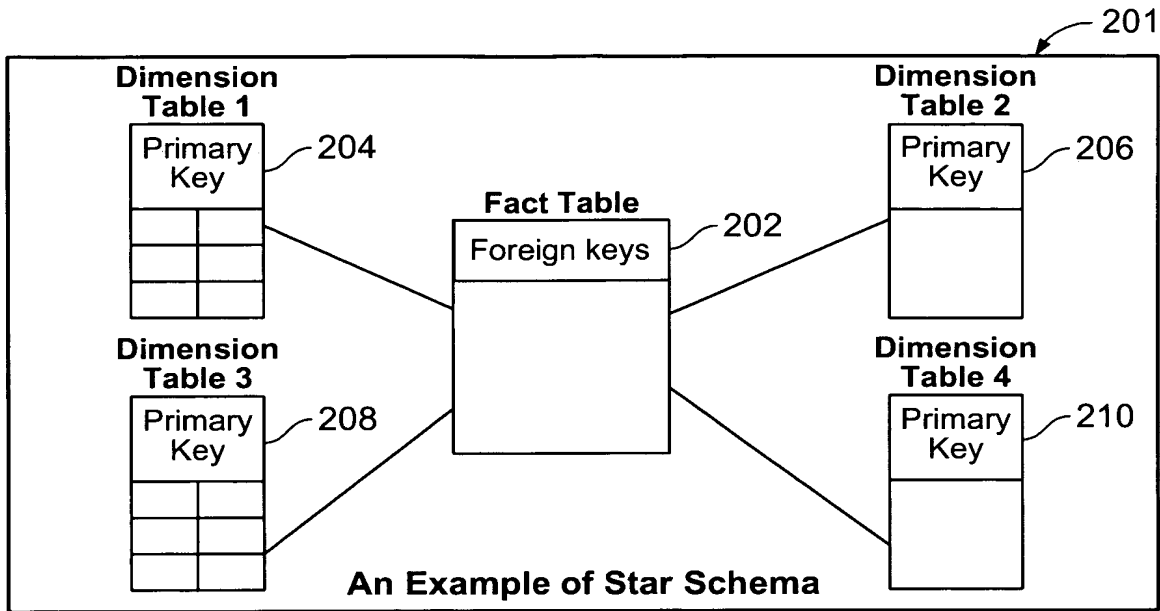 201
Dimension
Table 1
Primary
Key
204
Dimension
Table 2
Primary
Key
206
Fact Table
Foreign keys
202
Dimension
Table 3
Primary
Key
208
Dimension
Table 4
Primary
Key
210
An Example of Star Schema